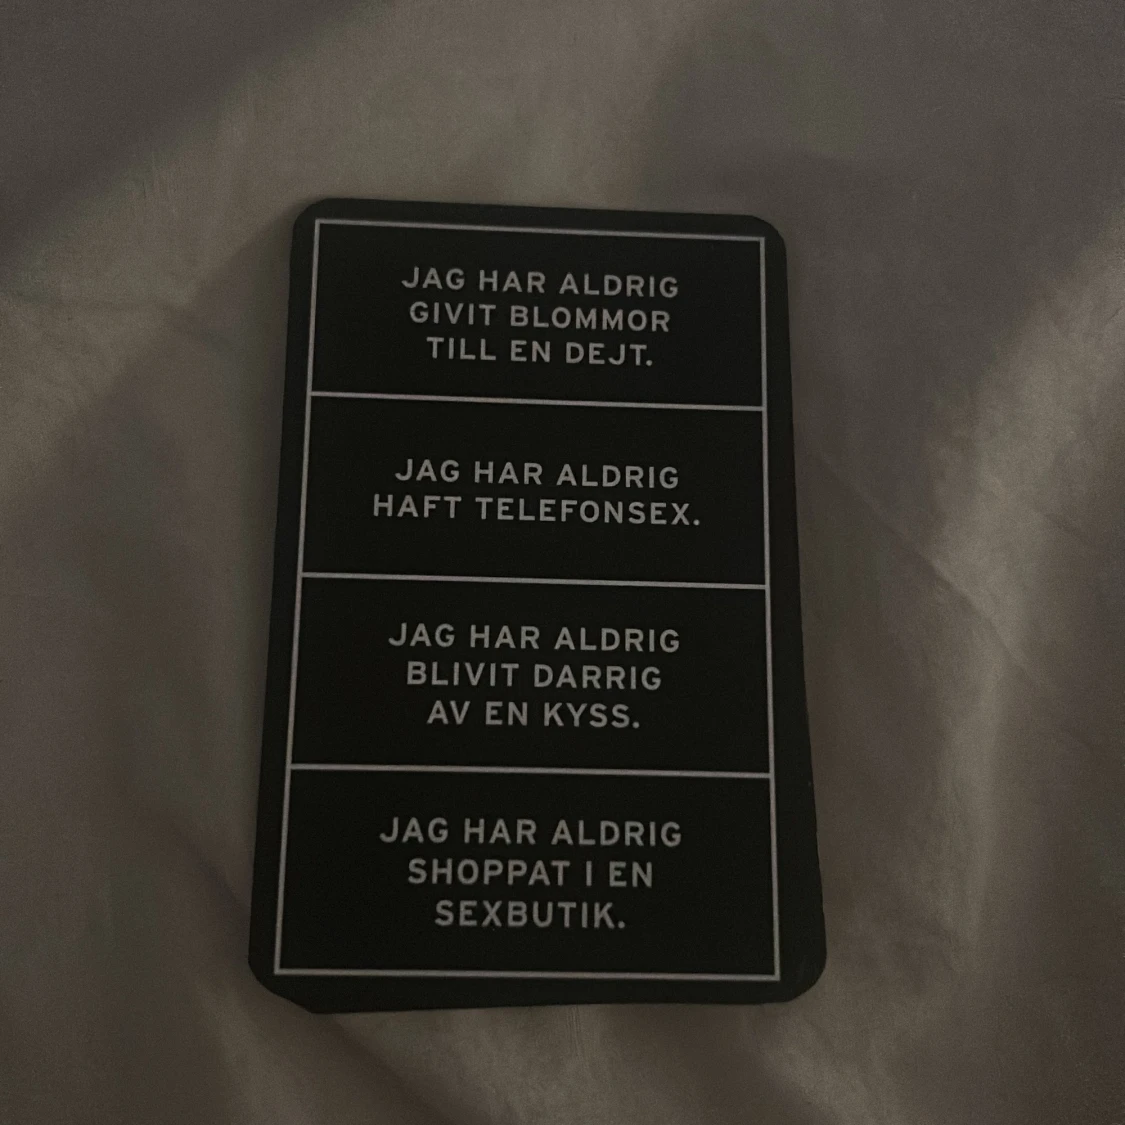 JAG HAR ALDRIG
GIVIT BLOMMOR
TILL EN DEJT.
JAG HAR ALDRIG
HAFT TELEFONSEX.
JAG HAR ALDRIG
BLIVIT DARRIG
AV EN KYSS.
JAG HAR ALDRIG
SHOPPAT I EN
SEXBUTIK.